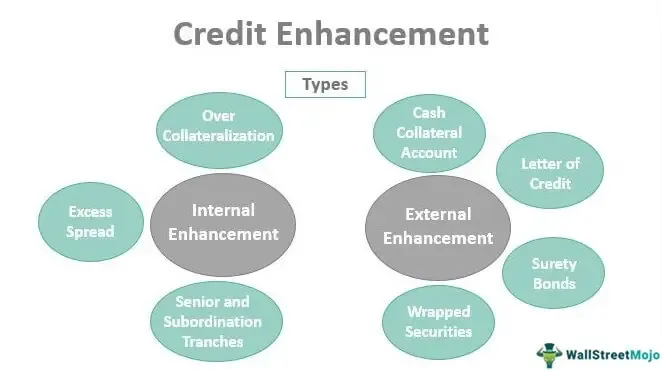 Credit Enhancement
Types
Over
Collateralization
Excess
Spread
Internal
Enhancement
Senior and
Subordination
Tranches
Cash
Collateral
Account
Letter of
Credit
External
Enhancement
Surety
Bonds
Wrapped
Securities
WallStreetMojo